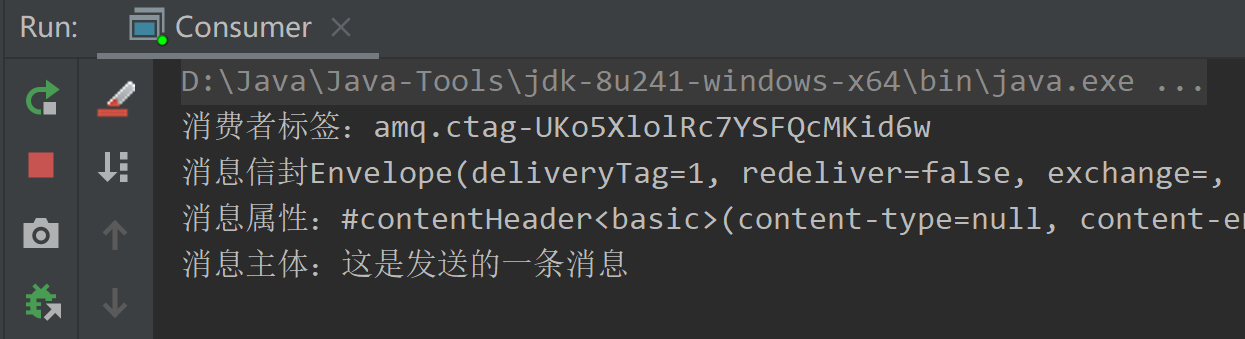 Run: Consumer
D:\Java\Java-Tools\jdk-8u241-windows-x64\bin\java.exe ...
消费者标签：amq.ctag-UKo5XlolRc7YSFQcMKid6w
消息信封Envelope(deliveryTag=1, redeliver=false, exchange=,
消息属性：#contentHeader<basic>(content-type=null, content-en
消息主体：这是发送的一条消息